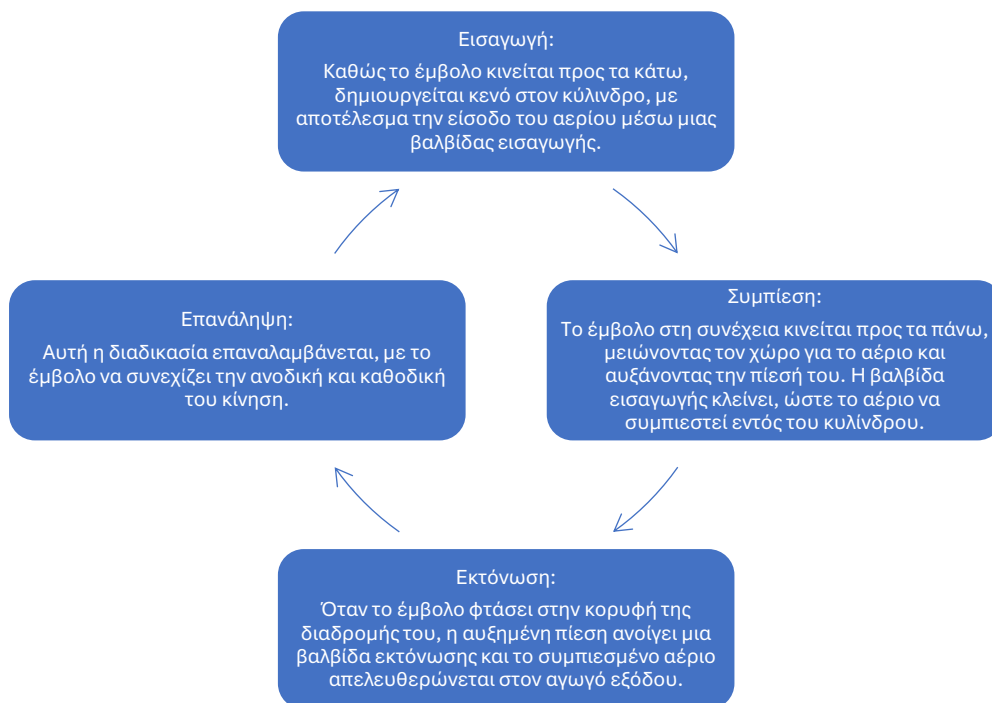 Εισαγωγή:
Καθώς το έμβολο κινείται προς τα κάτω,
δημιουργείται κενό στον κύλινδρο, με
αποτέλεσμα την είσοδο του αερίου μέσω μιας
βαλβίδας εισαγωγής.
Συμπίεση:
Το έμβολο στη συνέχεια κινείται προς τα πάνω,
μειώνοντας τον χώρο για το αέριο και
αυξάνοντας την πίεσή του. Η βαλβίδα
εισαγωγής κλείνει, ώστε το αέριο να
συμπιεστεί εντός του κυλίνδρου.
Εκτόνωση:
Όταν το έμβολο φτάσει στην κορυφή της
διαδρομής του, η αυξημένη πίεση ανοίγει μια
βαλβίδα εκτόνωσης και το συμπιεσμένο αέριο
απελευθερώνεται στον αγωγό εξόδου.
Επανάληψη:
Αυτή η διαδικασία επαναλαμβάνεται, με το
έμβολο να συνεχίζει την ανοδική και καθοδική
του κίνηση.